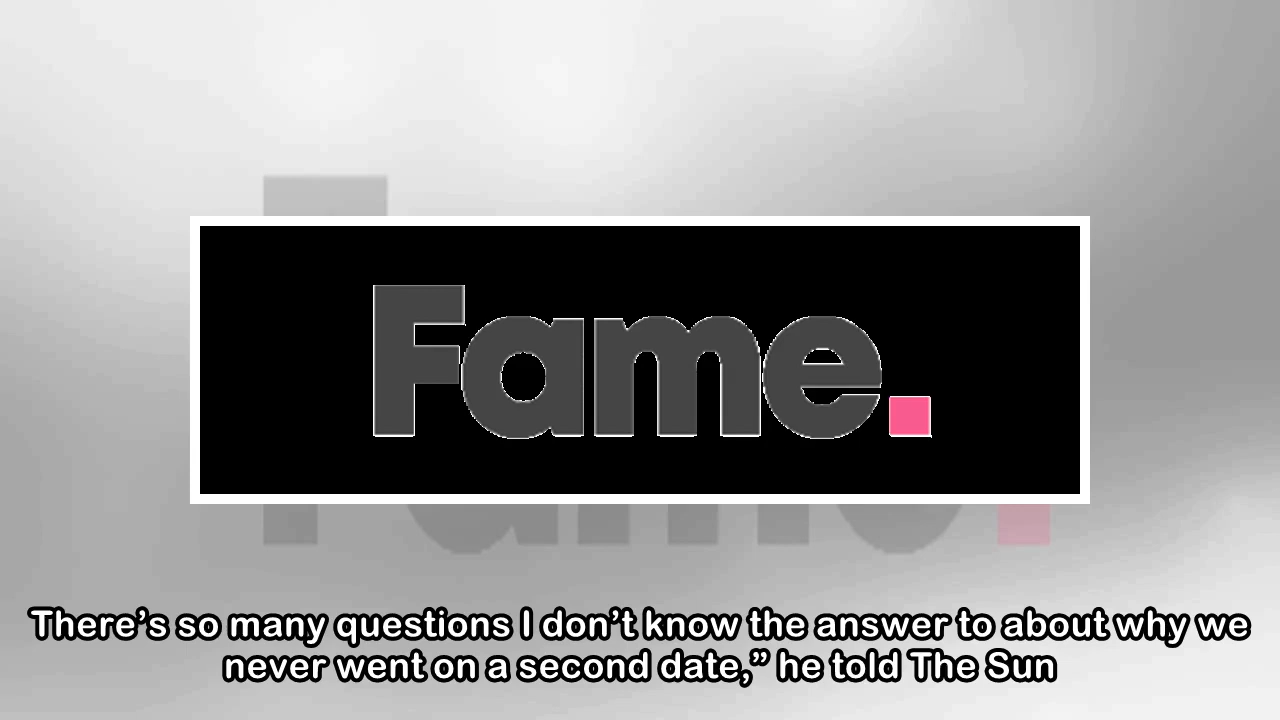 Fame.
There’s so many questions I don’t know the answer to about why we
never went on a second date,” he told The Sun